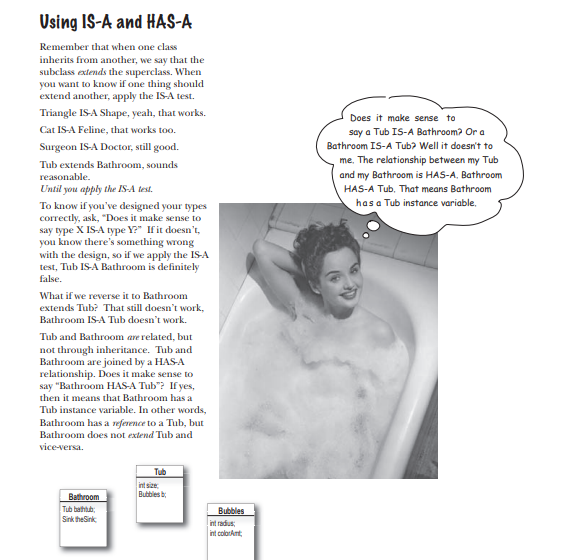 Using IS-A and HAS-A
Remember that when one class
inherits from another, we say that the
subclass extends the superclass. When
you want to know if one thing should
extend another, apply the IS-A test.
Triangle IS-A Shape, yeah, that works.
Cat IS-A Feline, that works too.
Surgeon IS-A Doctor, still good.
Tub extends Bathroom, sounds
reasonable.
Until you apply the IS-A test.
To know if you've designed your types
correctly, ask, "Does it make sense to
say type X IS-A type Y?" If it doesn't,
you know there's something wrong
with the design, so if we apply the IS-A
test, Tub IS-A Bathroom is definitely
false.
What if we reverse it to Bathroom
extends Tub? That still doesn't work,
Bathroom IS-A Tub doesn't work.
Tub and Bathroom are related, but
not through inheritance. Tub and
Bathroom are joined by a HAS-A
relationship. Does it make sense to
say "Bathroom HAS-A Tub"? If yes,
then it means that Bathroom has a
Tub instance variable. In other words,
Bathroom has a reference to a Tub, but
Bathroom does not extend Tub and
vice-versa.
Does it make sense to
say a Tub IS-A Bathroom? Or a
Bathroom IS-A Tub? Well it doesn't to
me. The relationship between my Tub
and my Bathroom is HAS-A. Bathroom
HAS-A Tub. That means Bathroom
has a Tub instance variable.
Bathroom
Tub bathtub;
Sink theSink;
Tub
int size;
Bubbles b;
Bubbles
int radius;
int colorAmt;